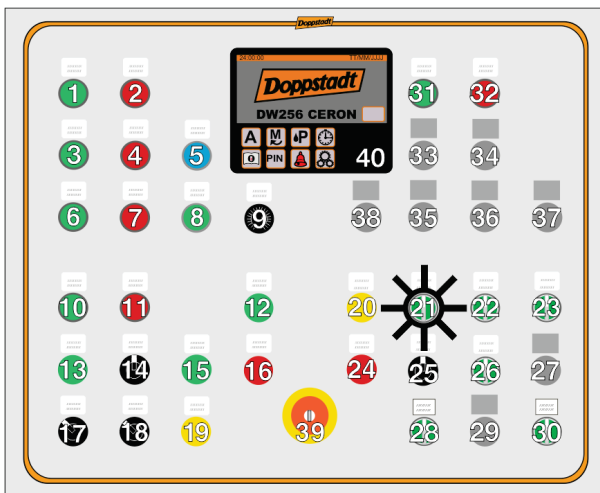 Doppstadt
24:00:00 TT/MM/JJJJ
Doppstadt
DW256 CERON
A M P
PIN
40
1 2 31 32
3 4 5 33 34
6 7 8 9 38 35 36 37
10 11 12 20 21 22 23
13 14 15 16 24 25 26 27
17 18 19 39 28 29 30